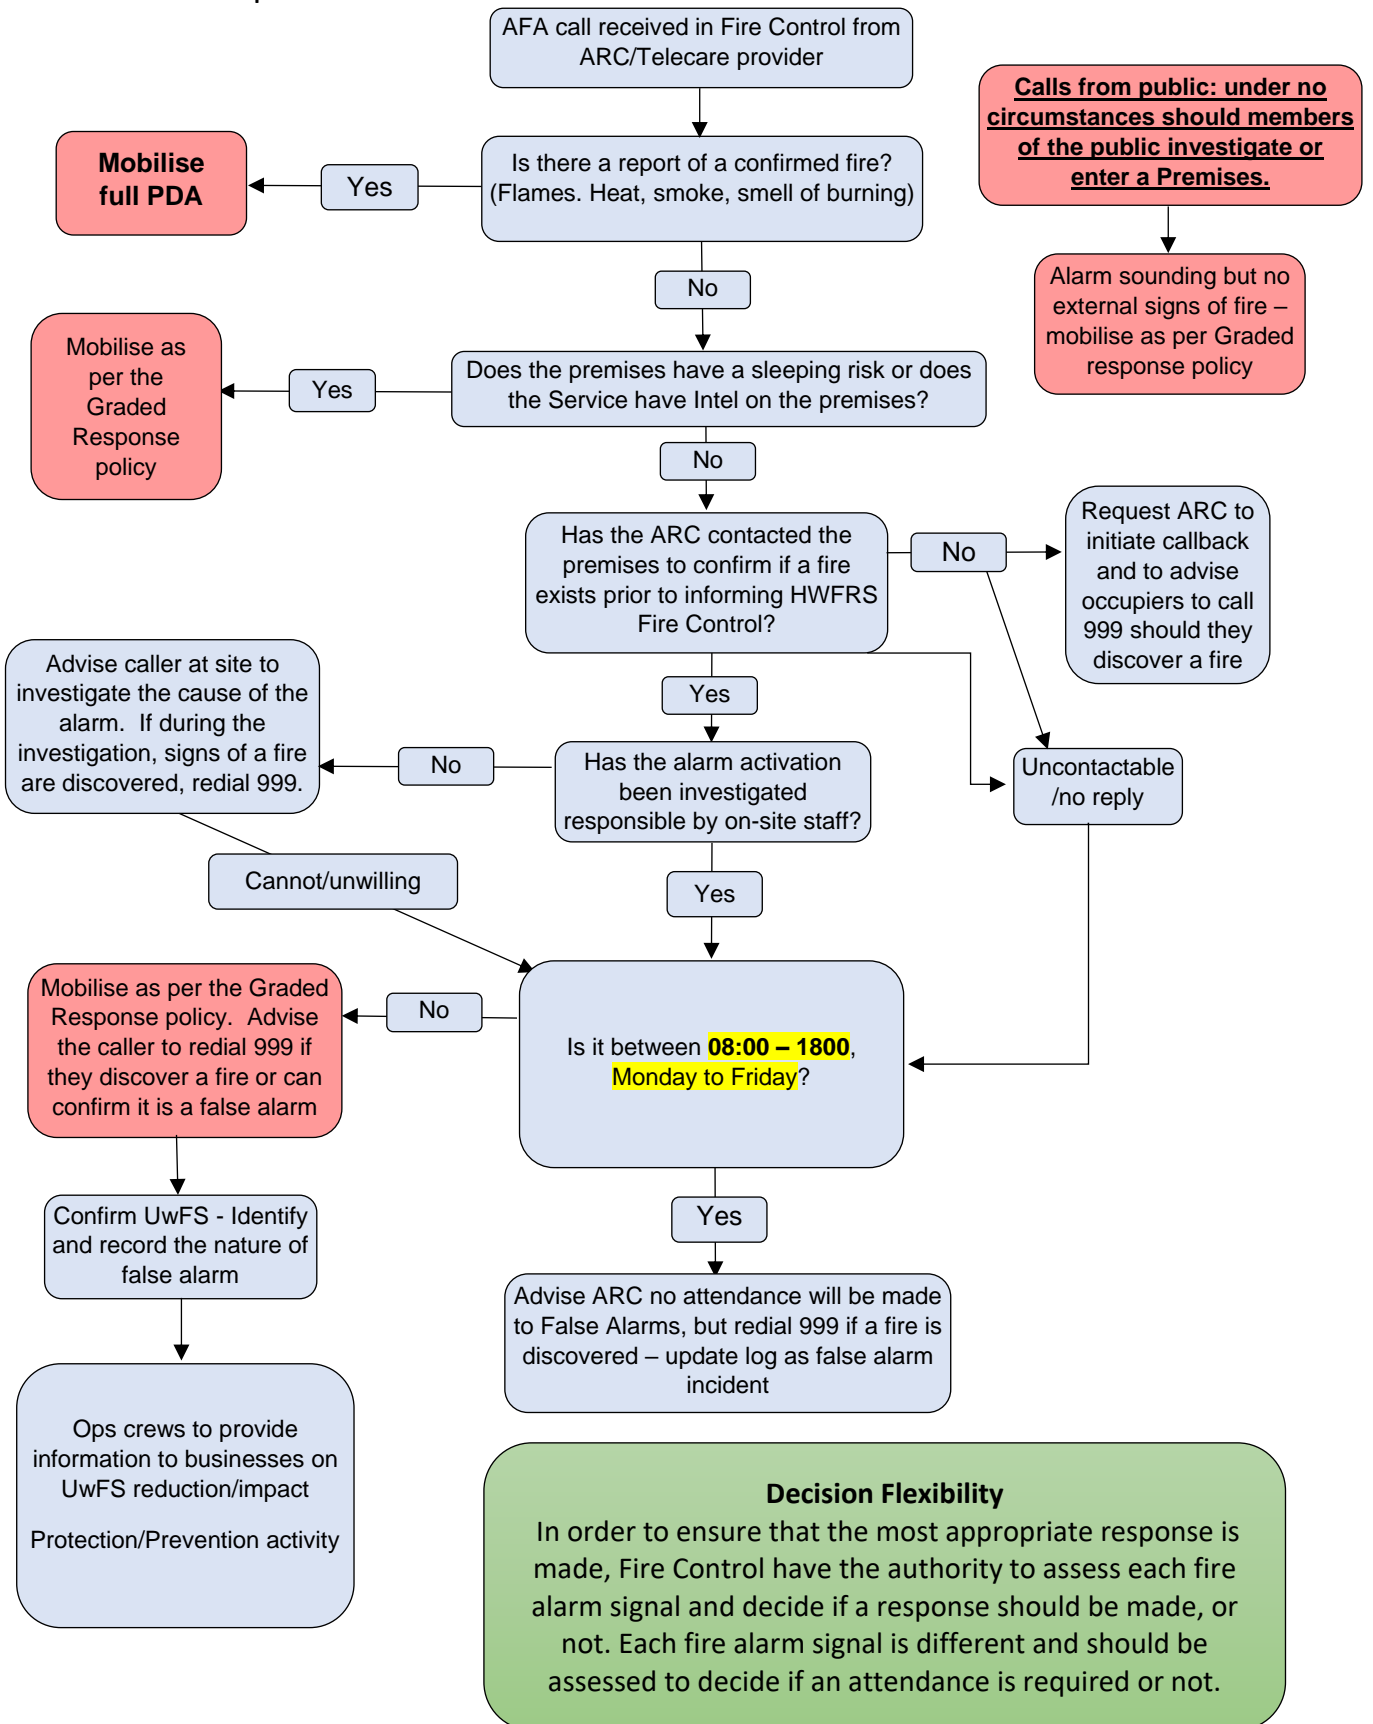 AFA call received in Fire Control from
ARC/Telecare provider
Calls from public: under no
circumstances should members
of the public investigate or
enter a Premises.
Mobilise
full PDA
Yes
Is there a report of a confirmed fire?
(Flames. Heat, smoke, smell of burning)
No
Alarm sounding but no
external signs of fire –
mobilise as per Graded
response policy
Mobilise as
per the
Graded
Response
policy
Yes
Does the premises have a sleeping risk or does
the Service have Intel on the premises?
No
Has the ARC contacted the
premises to confirm if a fire
exists prior to informing HWFRS
Fire Control?
No
Request ARC to
initiate callback
and to advise
occupiers to call
999 should they
discover a fire
Yes
Uncontactable
/no reply
Advise caller at site to
investigate the cause of the
alarm.  If during the
investigation, signs of a fire
are discovered, redial 999.
No
Has the alarm activation
been investigated
responsible by on-site staff?
Cannot/unwilling
Yes
Mobilise as per the Graded
Response policy.  Advise
the caller to redial 999 if
they discover a fire or can
confirm it is a false alarm
No
Is it between 08:00 – 1800,
Monday to Friday?
Yes
Confirm UwFS - Identify
and record the nature of
false alarm
Advise ARC no attendance will be made
to False Alarms, but redial 999 if a fire is
discovered – update log as false alarm
incident
Ops crews to provide
information to businesses on
UwFS reduction/impact
Protection/Prevention activity
Decision Flexibility
In order to ensure that the most appropriate response is
made, Fire Control have the authority to assess each fire
alarm signal and decide if a response should be made, or
not. Each fire alarm signal is different and should be
assessed to decide if an attendance is required or not.